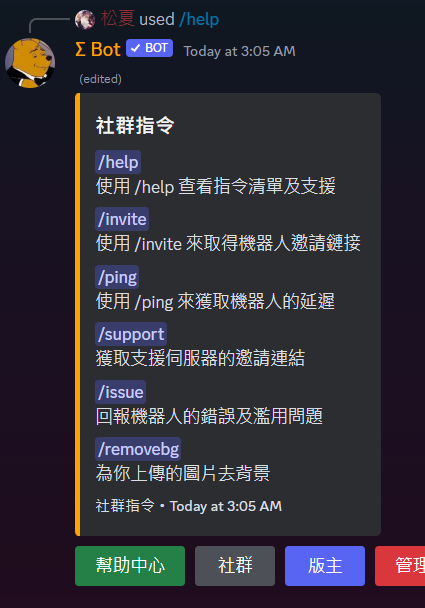 松夏 used /help
Σ Bot ✓ BOT Today at 3:05 AM
(edited)
社群指令
/help
使用 /help 查看指令清單及支援
/invite
使用 /invite 來取得機器人邀請鏈接
/ping
使用 /ping 來獲取機器人的延遲
/support
獲取支援伺服器的邀請連結
/issue
回報機器人的錯誤及濫用問題
/removebg
為你上傳的圖片去背景
社群指令 • Today at 3:05 AM
幫助中心 社群 版主 管理